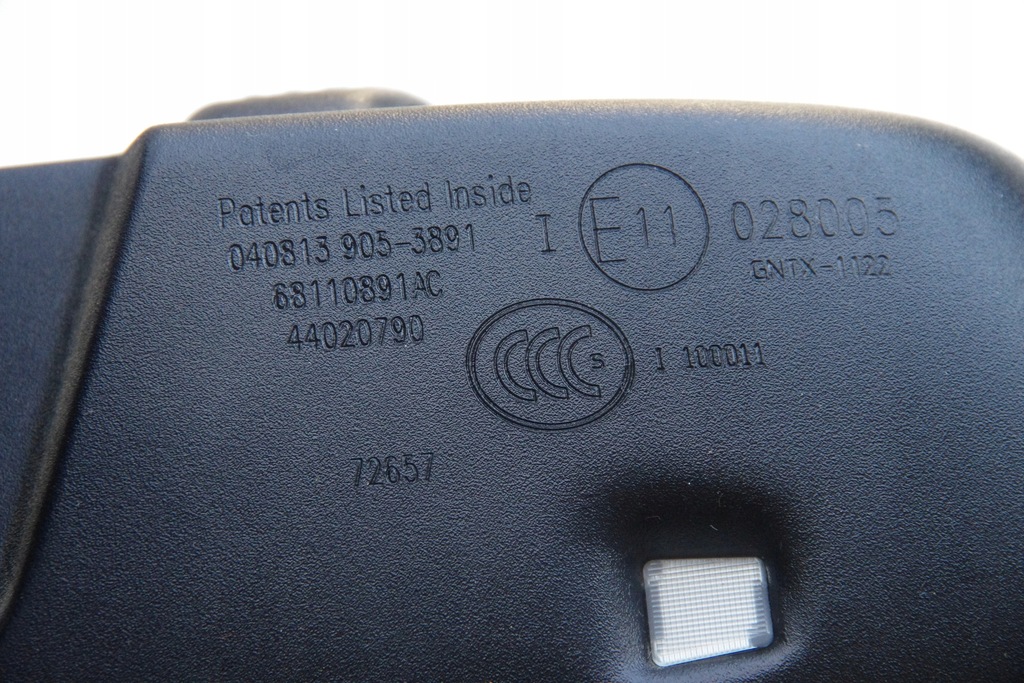 Patents Listed Inside
040813 905-3891
68110891AC
44020790
I E11 028005
GNTX-1122
CCC S I 100011
72657